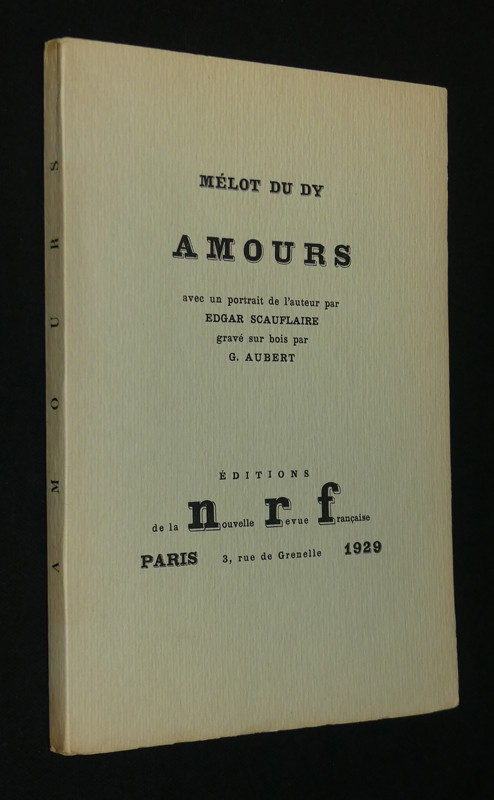 AMOURS
MÉLOT DU DY
AMOURS
avec un portrait de l'auteur par
EDGAR SCAUFLAIRE
gravé sur bois par
G. AUBERT
ÉDITIONS
de la nouvelle revue française
PARIS 3, rue de Grenelle 1929